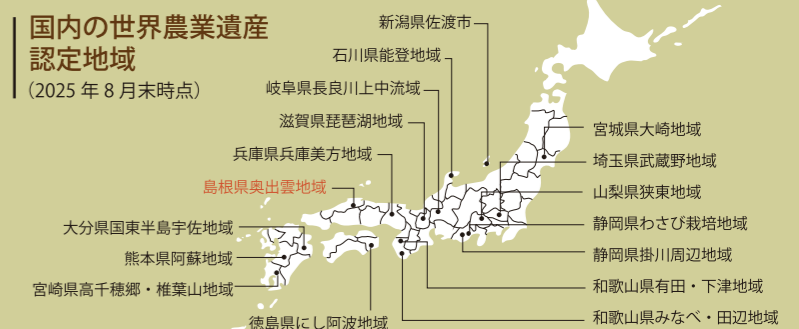 国内の世界農業遺産
認定地域
（2025 年 8 月末時点）
新潟県佐渡市
石川県能登地域
岐阜県長良川上中流域
滋賀県琵琶湖地域
兵庫県兵庫美方地域
島根県奥出雲地域
大分県国東半島宇佐地域
熊本県阿蘇地域
宮崎県高千穂郷・椎葉山地域
徳島県にし阿波地域
宮城県大崎地域
埼玉県武蔵野地域
山梨県狭東地域
静岡県わさび栽培地域
静岡県掛川周辺地域
和歌山県有田・下津地域
和歌山県みなべ・田辺地域